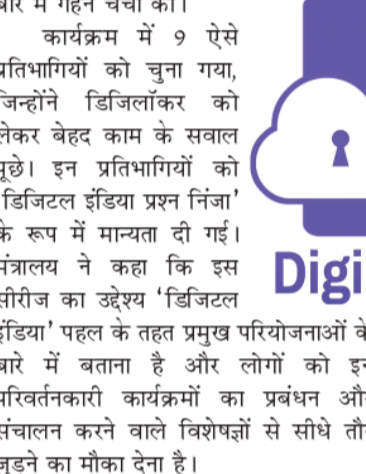 बारे में गहन चर्चा की।
कार्यक्रम में 9 ऐसे
प्रतिभागियों को चुना गया,
जिन्होंने डिजिलॉकर को
लेकर बेहद काम के सवाल
पूछे। इन प्रतिभागियों को
'डिजिटल इंडिया प्रश्न निंजा'
के रूप में मान्यता दी गई।
मंत्रालय ने कहा कि इस
सीरीज का उद्देश्य ‘डिजिटल
इंडिया’ पहल के तहत प्रमुख परियोजनाओं के
बारे में बताना है और लोगों को इन
परिवर्तनकारी कार्यक्रमों का प्रबंधन और
संचालन करने वाले विशेषज्ञों से सीधे तौर
जुड़ने का मौका देना है।
Digi